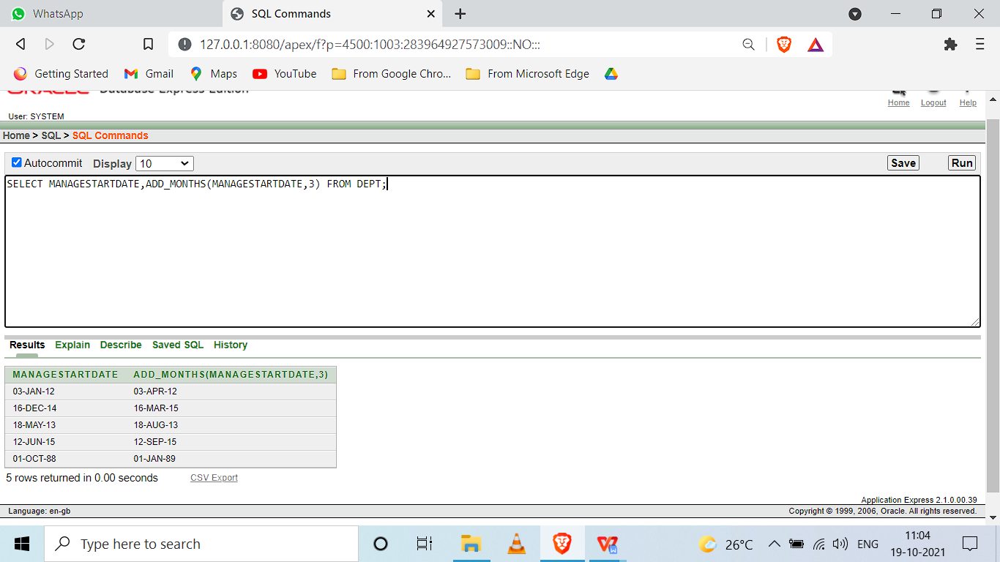 WhatsApp
SQL Commands
127.0.0.1:8080/apex/f?p=4500:1003:283964927573009::NO:::
Getting Started Gmail Maps YouTube From Google Chro... From Microsoft Edge
ORACLE Database Express Edition
Home Logout Help
User: SYSTEM
Home > SQL > SQL Commands
Autocommit Display 10 Save Run
SELECT MANAGESTARTDATE,ADD_MONTHS(MANAGESTARTDATE,3) FROM DEPT;
Results Explain Describe Saved SQL History
MANAGESTARTDATE ADD_MONTHS(MANAGESTARTDATE,3)
03-JAN-12 03-APR-12
16-DEC-14 16-MAR-15
18-MAY-13 18-AUG-13
12-JUN-15 12-SEP-15
01-OCT-88 01-JAN-89
5 rows returned in 0.00 seconds CSV Export
Application Express 2.1.0.00.39
Language: en-gb Copyright © 1999, 2006, Oracle. All rights reserved.
Type here to search 26°C ENG 11:04
19-10-2021